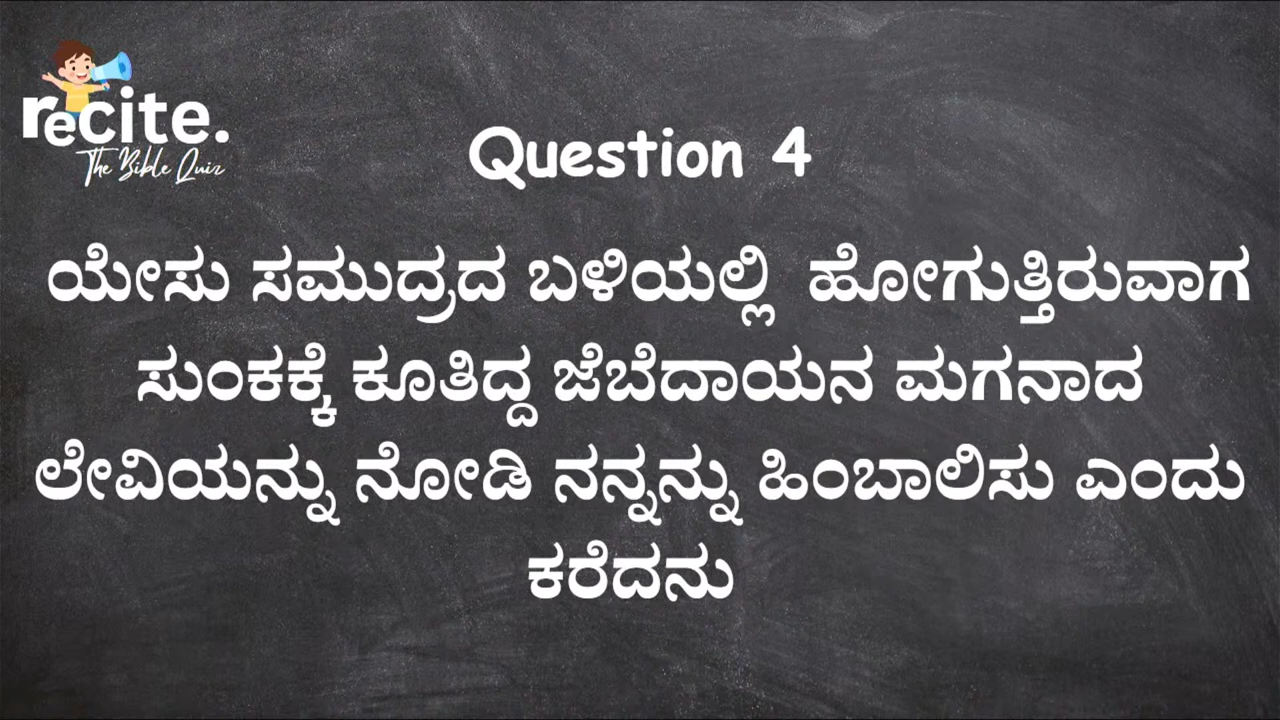 recite.
The Bible Quiz
Question 4
ಯೇಸು ಸಮುದ್ರದ ಬಳಿಯಲ್ಲಿ ಹೋಗುತ್ತಿರುವಾಗ
ಸುಂಕಕ್ಕೆ ಕೂತಿದ್ದ ಜೆಬೆದಾಯನ ಮಗನಾದ
ಲೇವಿಯನ್ನು ನೋಡಿ ನನ್ನನ್ನು ಹಿಂಬಾಲಿಸು ಎಂದು
ಕರೆದನು